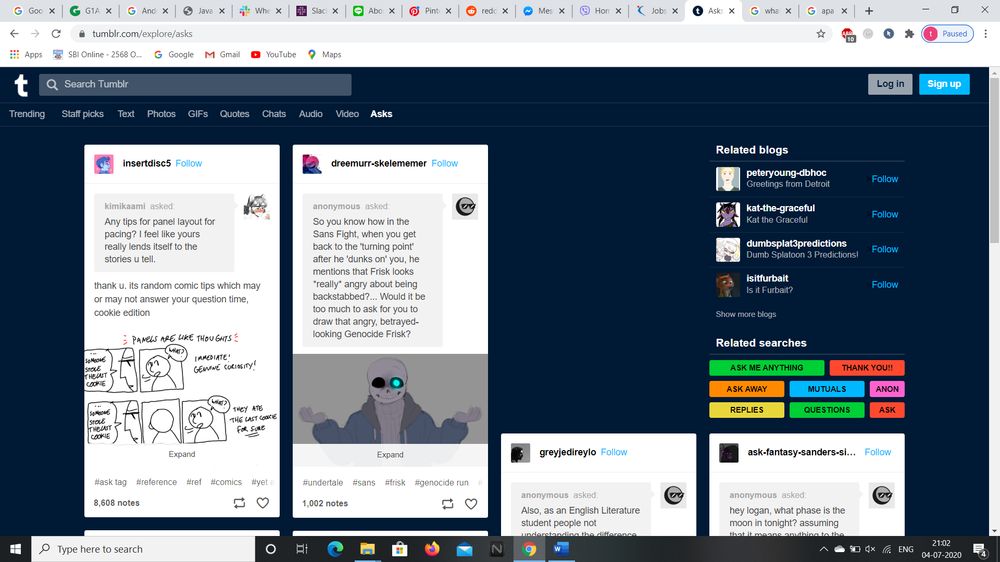 Goo
G1A
And
Java
Whe
Slac
Abo
Pinte
redd
Mes
Hom
Jobs
Asks
wha
apa
tumblr.com/explore/asks
ABP
10
t
Paused
Apps
SBI Online - 2568 O...
Google
Gmail
YouTube
Maps
t
Search Tumblr
Log in
Sign up
Trending
Staff picks
Text
Photos
GIFs
Quotes
Chats
Audio
Video
Asks
insertdisc5 Follow
kimikaami asked:
Any tips for panel layout for
pacing? I feel like yours
really lends itself to the
stories u tell.
thank u. its random comic tips which may
or may not answer your question time,
cookie edition
PANELS ARE LIKE THOUGHTS
...
SOMEONE
STOLE
THE LAST
COOKIE
WHAT?
IMMEDIATE!
GENUINE CURIOSITY!
...
SOMEONE
STOLE
THE LAST
COOKIE
WHAT?
THEY ATE
THE LAST COOKIE
FOR SURE
Expand
#ask tag #reference #ref #comics #yet a
8,608 notes
dreemurr-skelememer Follow
anonymous asked:
So you know how in the
Sans Fight, when you get
back to the 'turning point'
after he 'dunks on' you, he
mentions that Frisk looks
*really* angry about being
backstabbed?... Would it be
too much to ask for you to
draw that angry, betrayed-
looking Genocide Frisk?
Expand
#undertale #sans #frisk #genocide run #
1,002 notes
greyjedireylo Follow
anonymous asked:
Also, as an English Literature
student people not
understanding the difference
Related blogs
peteryoung-dbhoc
Greetings from Detroit
Follow
kat-the-graceful
Kat the Graceful
Follow
dumbsplat3predictions
Dumb Splatoon 3 Predictions!
Follow
isitfurbait
Is it Furbait?
Follow
Show more blogs
Related searches
ASK ME ANYTHING
THANK YOU!!
ASK AWAY
MUTUALS
ANON
REPLIES
QUESTIONS
ASK
ask-fantasy-sanders-si... Follow
anonymous asked:
hey logan, what phase is the
moon in tonight? assuming
that it means anything to the
Type here to search
ENG
21:02
04-07-2020
4